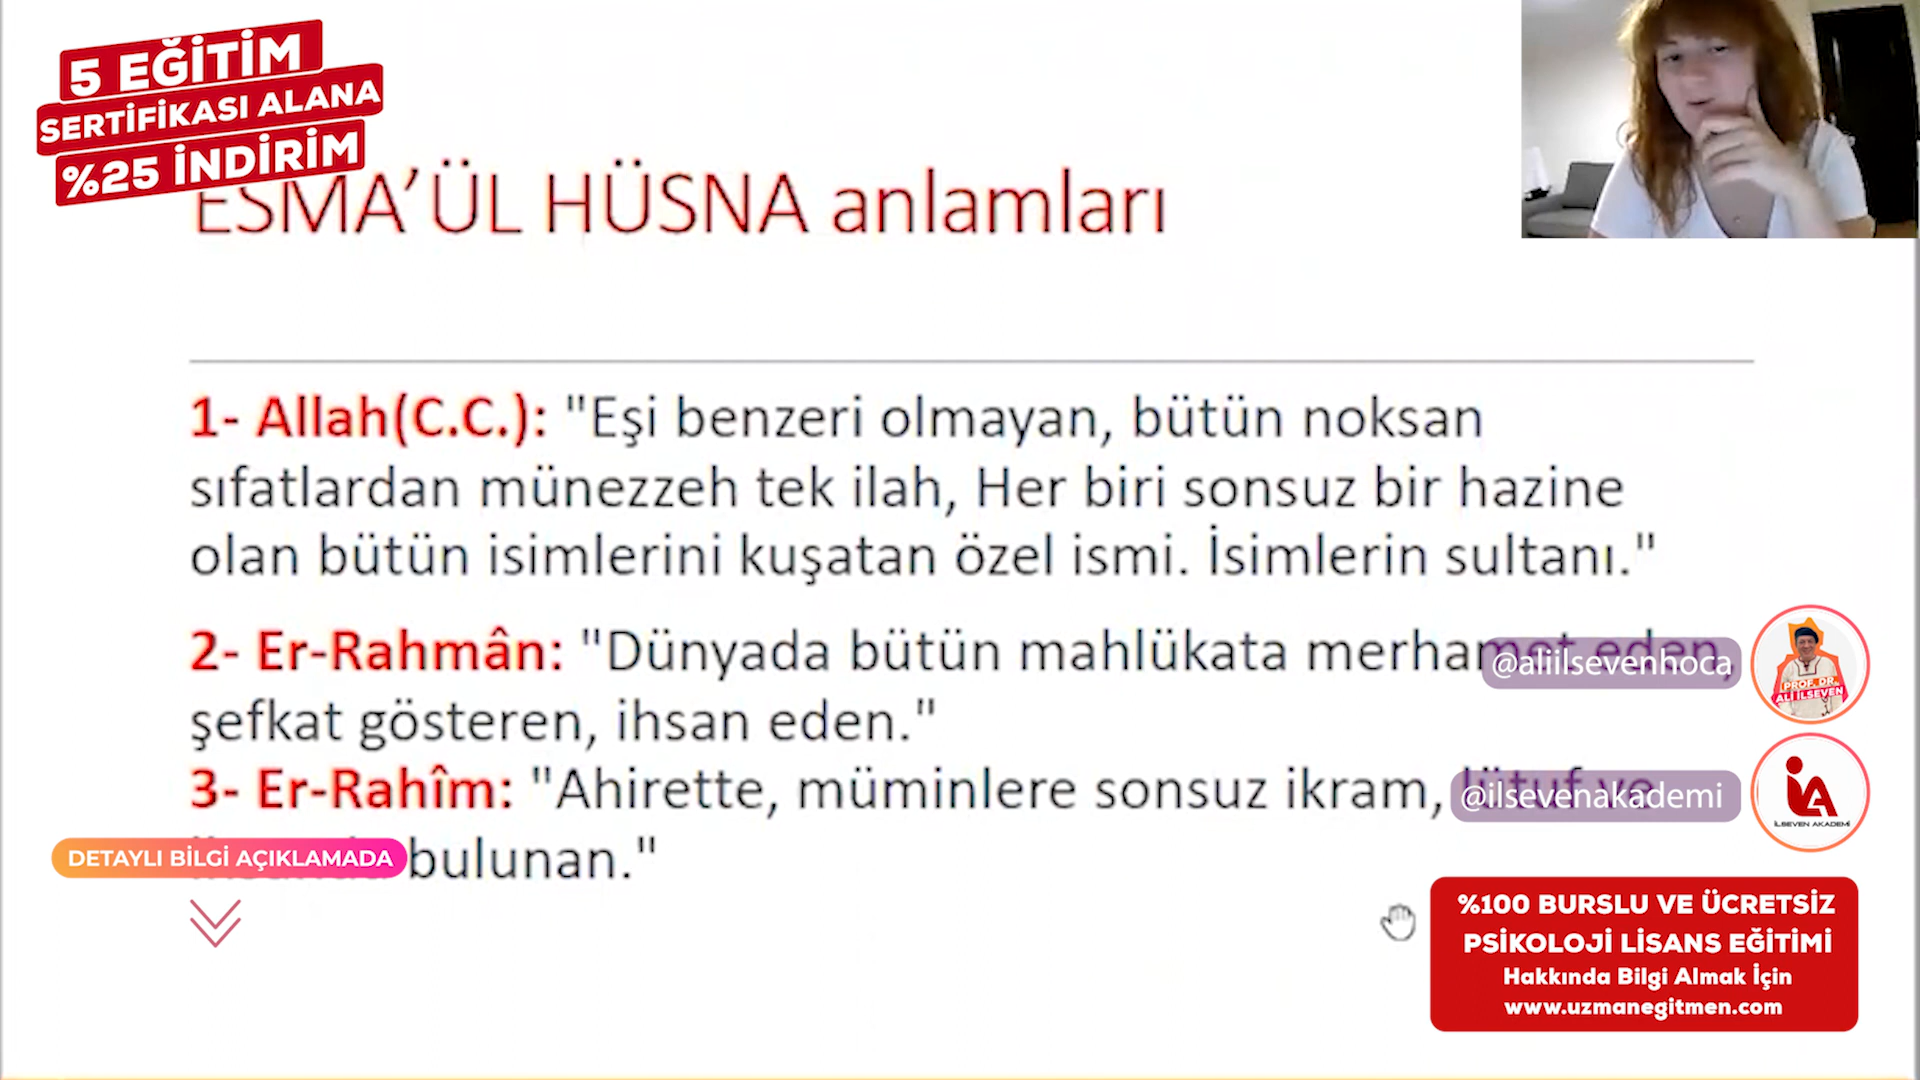 5 EĞİTİM
SERTİFİKASI ALANA
%25 İNDİRİM
ESMA'ÜL HÜSNA anlamları
1- Allah(C.C.): "Eşi benzeri olmayan, bütün noksan
sıfatlardan münezzeh tek ilah, Her biri sonsuz bir hazine
olan bütün isimlerini kuşatan özel ismi. İsimlerin sultanı."
2- Er-Rahmân: "Dünyada bütün mahlükata merhamet eden,
@aliilsevenhoca
PROF. DR.
ALİ İLSEVEN
şefkat gösteren, ihsan eden."
3- Er-Rahîm: "Ahirette, müminlere sonsuz ikram, lütuf ve
@ilsevenakademi
İLSEVEN AKADEMİ
bulunan."
DETAYLI BİLGİ AÇIKLAMADA
%100 BURSLU VE ÜCRETSİZ
PSİKOLOJİ LİSANS EĞİTİMİ
Hakkında Bilgi Almak İçin
www.uzmanegitmen.com